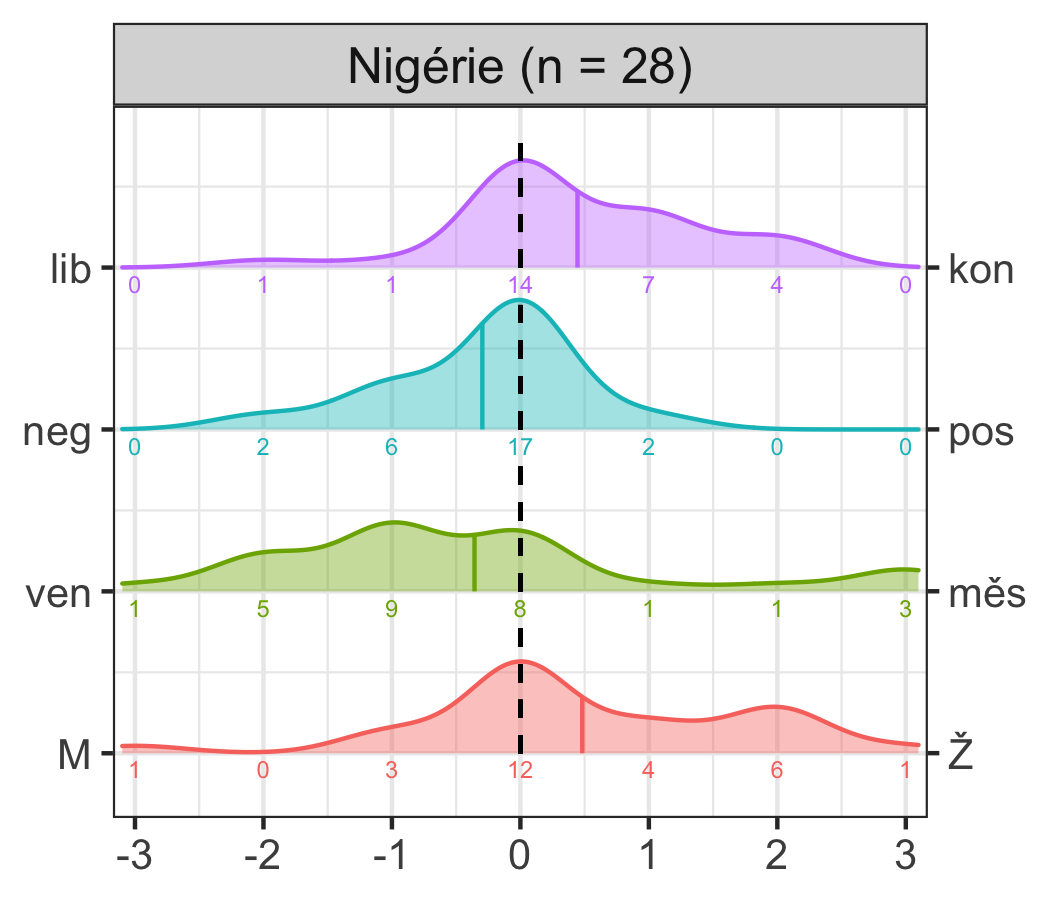 Nigérie (n = 28)
lib kon
0 1 1 14 7 4 0
neg pos
0 2 6 17 2 0 0
ven měs
1 5 9 8 1 1 3
M Ž
1 0 3 12 4 6 1
-3 -2 -1 0 1 2 3